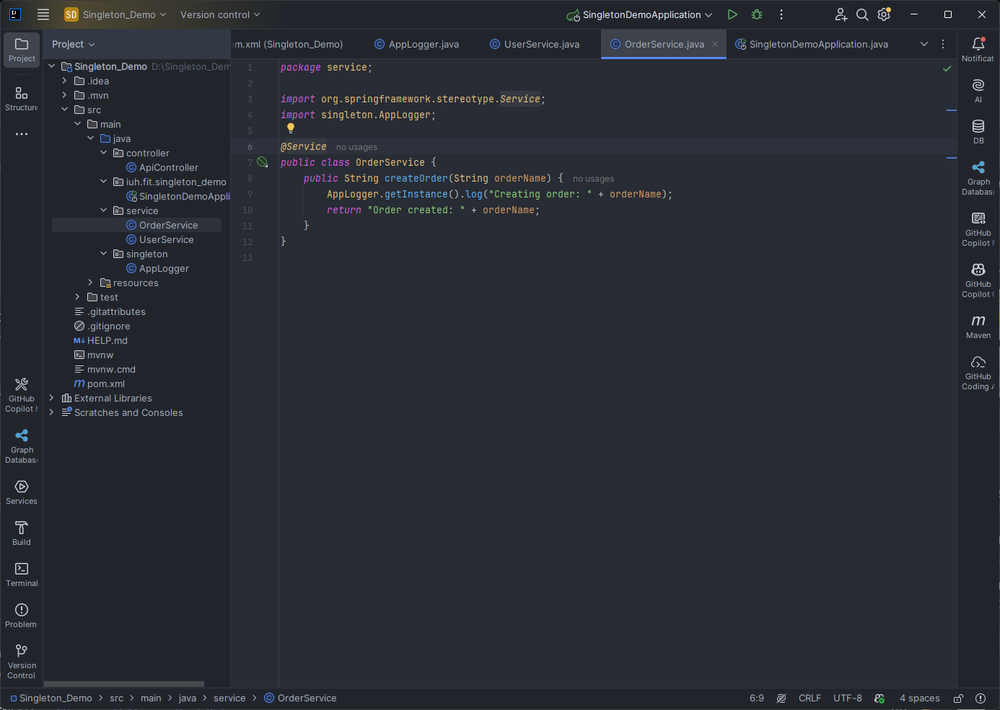 SD Singleton_Demo Version control SingletonDemoApplication
Project
Project
m.xml (Singleton_Demo) AppLogger.java UserService.java OrderService.java SingletonDemoApplication.java
Structure
Singleton_Demo D:\Singleton_Dem
.idea
.mvn
src
main
java
controller
ApiController
iuh.fit.singleton_demo
SingletonDemoAppli
service
OrderService
UserService
singleton
AppLogger
resources
test
.gitattributes
.gitignore
M↓ HELP.md
mvnw
mvnw.cmd
m pom.xml
External Libraries
Scratches and Consoles
GitHub
Copilot
Graph
Databas
Services
Build
Terminal
Problem
Version
Control
1 package service;
2
3 import org.springframework.stereotype.Service;
4 import singleton.AppLogger;
5
6 @Service no usages
7 public class OrderService {
8 public String createOrder(String orderName) { no usages
9 AppLogger.getInstance().log("Creating order: " + orderName);
10 return "Order created: " + orderName;
11 }
12 }
13
Notificat
AI
DB
Graph
Databas
GitHub
Copilot
GitHub
Copilot
m
Maven
GitHub
Coding A
Singleton_Demo > src > main > java > service > OrderService
6:9 CRLF UTF-8 4 spaces